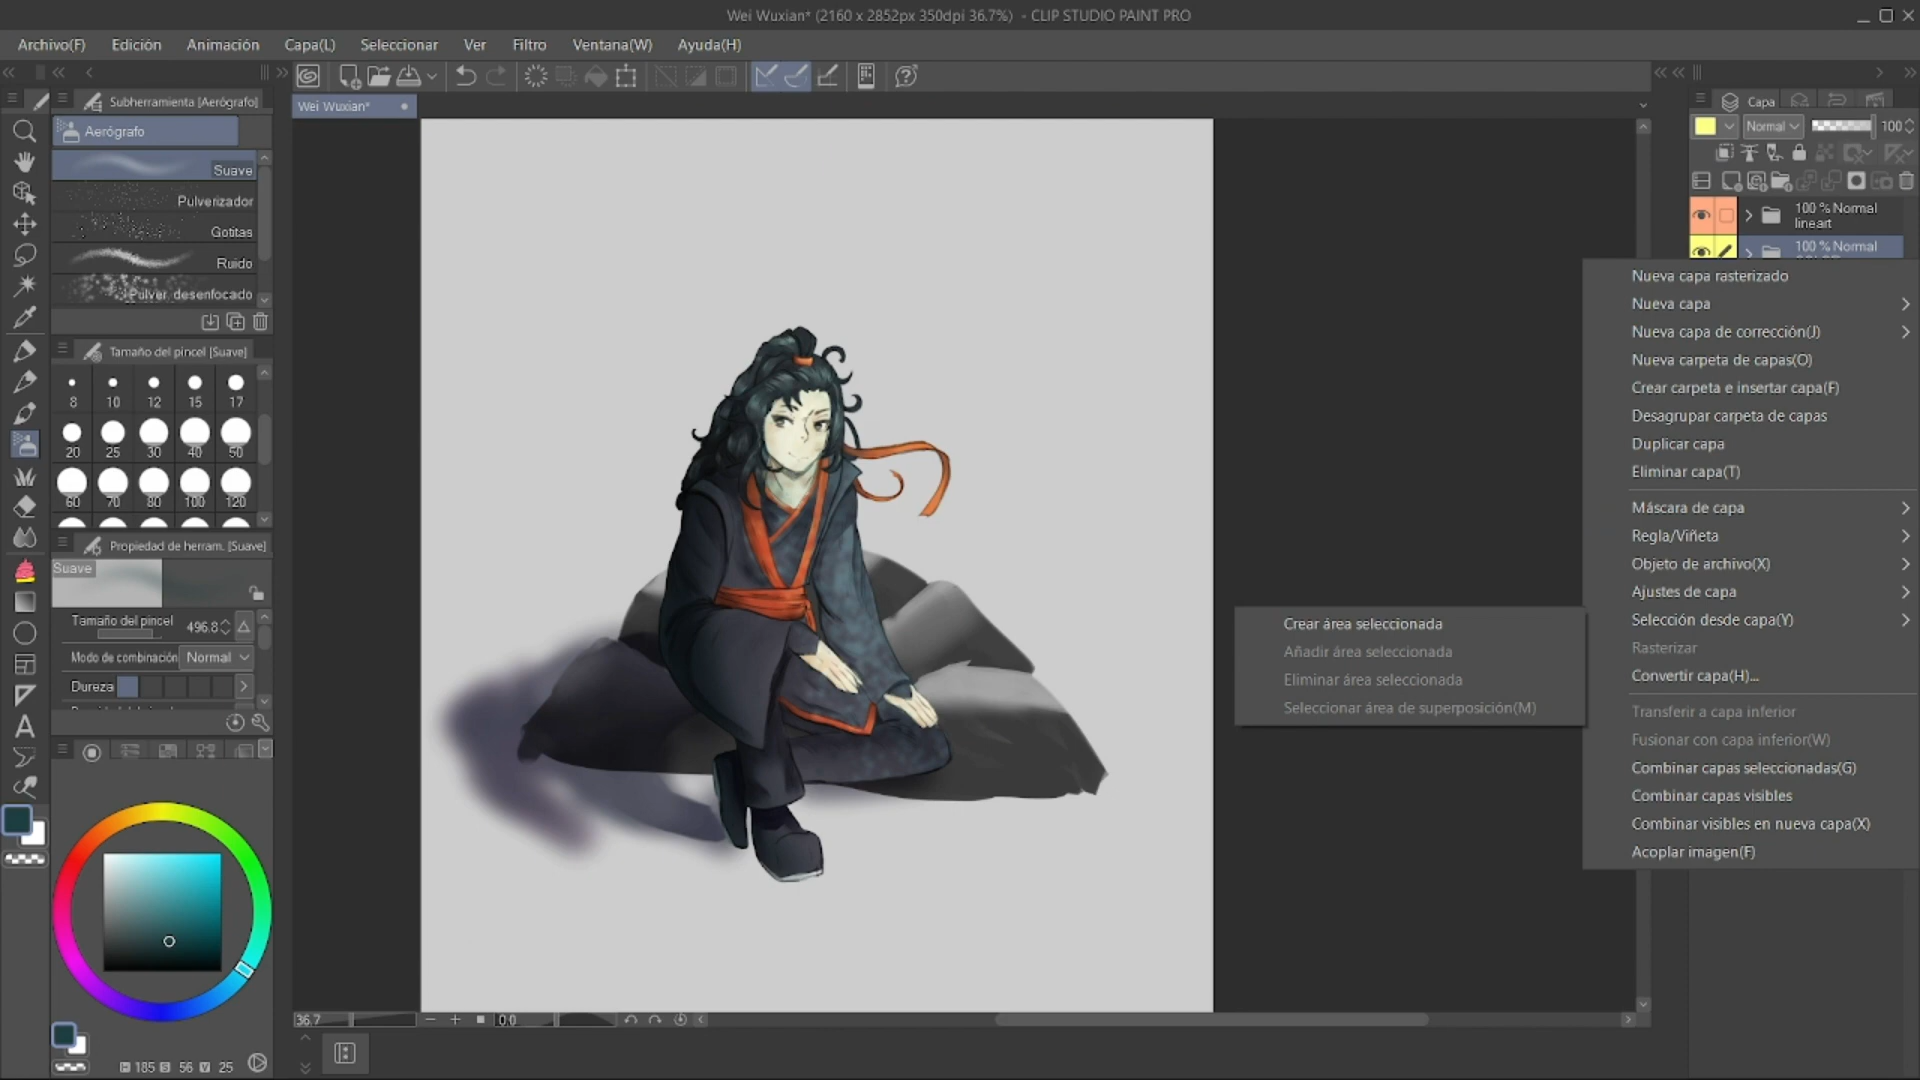 Wei Wuxian* (2160 x 2852px 350dpi 36.7%) - CLIP STUDIO PAINT PRO
Archivo(F) Edición Animación Capa(L) Seleccionar Ver Filtro Ventana(W) Ayuda(H)
Subherramienta [Aerógrafo]
Aerógrafo
Suave
Pulverizador
Gotitas
Ruido
Pulver. desenfocado
Tamaño del pincel [Suave]
8 10 12 15 17
20 25 30 40 50
60 70 80 100 120
Propiedad de herram. [Suave]
Suave
Tamaño del pincel 496.8
Modo de combinación Normal
Dureza
H 185 S 56 V 25
Wei Wuxian*
36.7 0.0
Capa
Normal 100
100 % Normal
lineart
100 % Normal
Nueva capa rasterizado
Nueva capa
Nueva capa de corrección(J)
Nueva carpeta de capas(O)
Crear carpeta e insertar capa(F)
Desagrupar carpeta de capas
Duplicar capa
Eliminar capa(T)
Máscara de capa
Regla/Viñeta
Objeto de archivo(X)
Ajustes de capa
Selección desde capa(Y)
Rasterizar
Convertir capa(H)...
Transferir a capa inferior
Fusionar con capa inferior(W)
Combinar capas seleccionadas(G)
Combinar capas visibles
Combinar visibles en nueva capa(X)
Acoplar imagen(F)
Crear área seleccionada
Añadir área seleccionada
Eliminar área seleccionada
Seleccionar área de superposición(M)